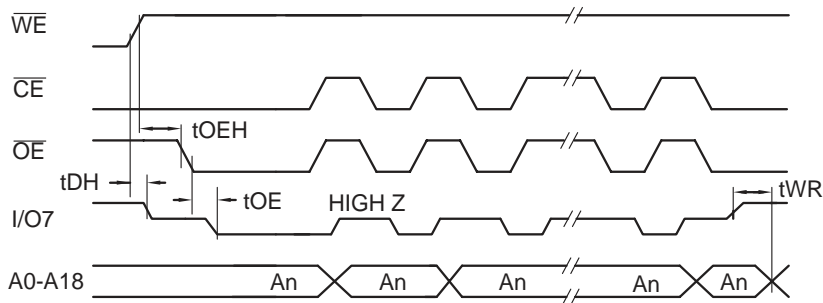 WE
CE
tOEH
OE
tDH
tOE
HIGH Z
tWR
I/O7
A0-A18
An
An
An
An
An